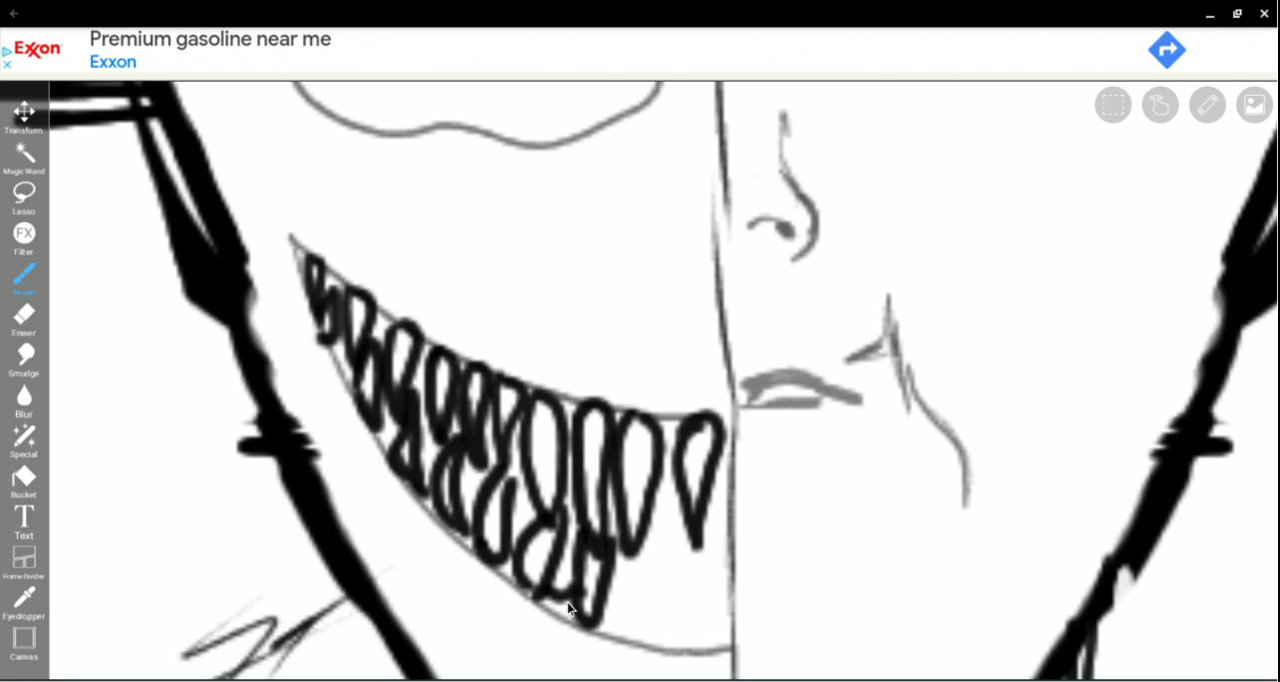 Premium gasoline near me
Exxon
Exxon
Transform
Magic Wand
Lasso
FX
Filter
Brush
Eraser
Smudge
Blur
Special
Bucket
T
Text
Frame Divider
Eyedropper
Canvas